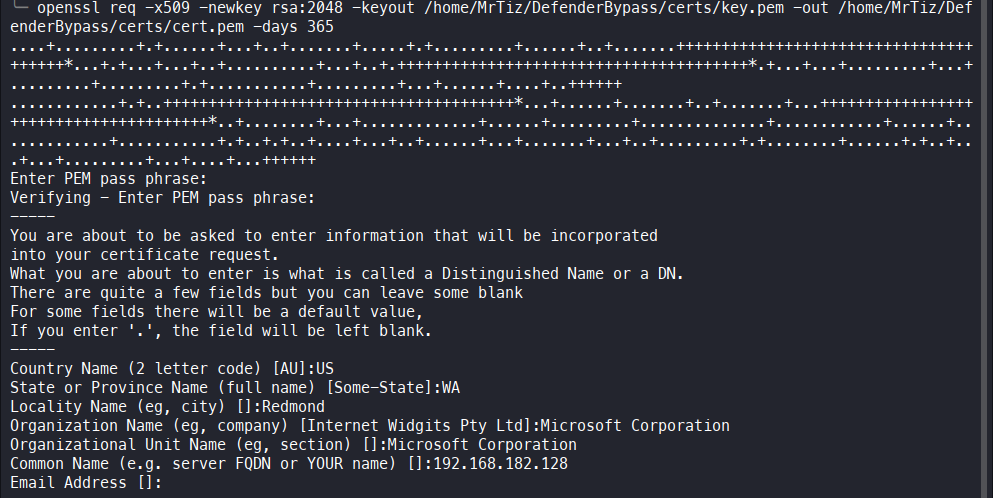 ╰─ openssl req -x509 -newkey rsa:2048 -keyout /home/MrTiz/DefenderBypass/certs/key.pem -out /home/MrTiz/Def
enderBypass/certs/cert.pem -days 365
....+.........+.+......+...+..+.......+.....+.+..........+......+..+.......++++++++++++++++++++++++++++++++++
++++++*...+.+...+...+..+..........+...+..+.++++++++++++++++++++++++++++++++++++++++*.+...+...+.........+...+
.........+.........+.+...........+.........+...+......+....+..++++++
............+.+..++++++++++++++++++++++++++++++++++++++++*...+......+.......+..+.......+...+++++++++++++++++
+++++++++++++++++++++++*..+........+...+.............+......+.........+..............+............+......+..
...........+...........+.+..+.+..+....+...+..+......+...+.......+...+..+.........+.+........+......+.+..+..
.+...+.........+...+....+...++++++
Enter PEM pass phrase:
Verifying - Enter PEM pass phrase:
-----
You are about to be asked to enter information that will be incorporated
into your certificate request.
What you are about to enter is what is called a Distinguished Name or a DN.
There are quite a few fields but you can leave some blank
For some fields there will be a default value,
If you enter '.', the field will be left blank.
-----
Country Name (2 letter code) [AU]:US
State or Province Name (full name) [Some-State]:WA
Locality Name (eg, city) []:Redmond
Organization Name (eg, company) [Internet Widgits Pty Ltd]:Microsoft Corporation
Organizational Unit Name (eg, section) []:Microsoft Corporation
Common Name (e.g. server FQDN or YOUR name) []:192.168.182.128
Email Address []: